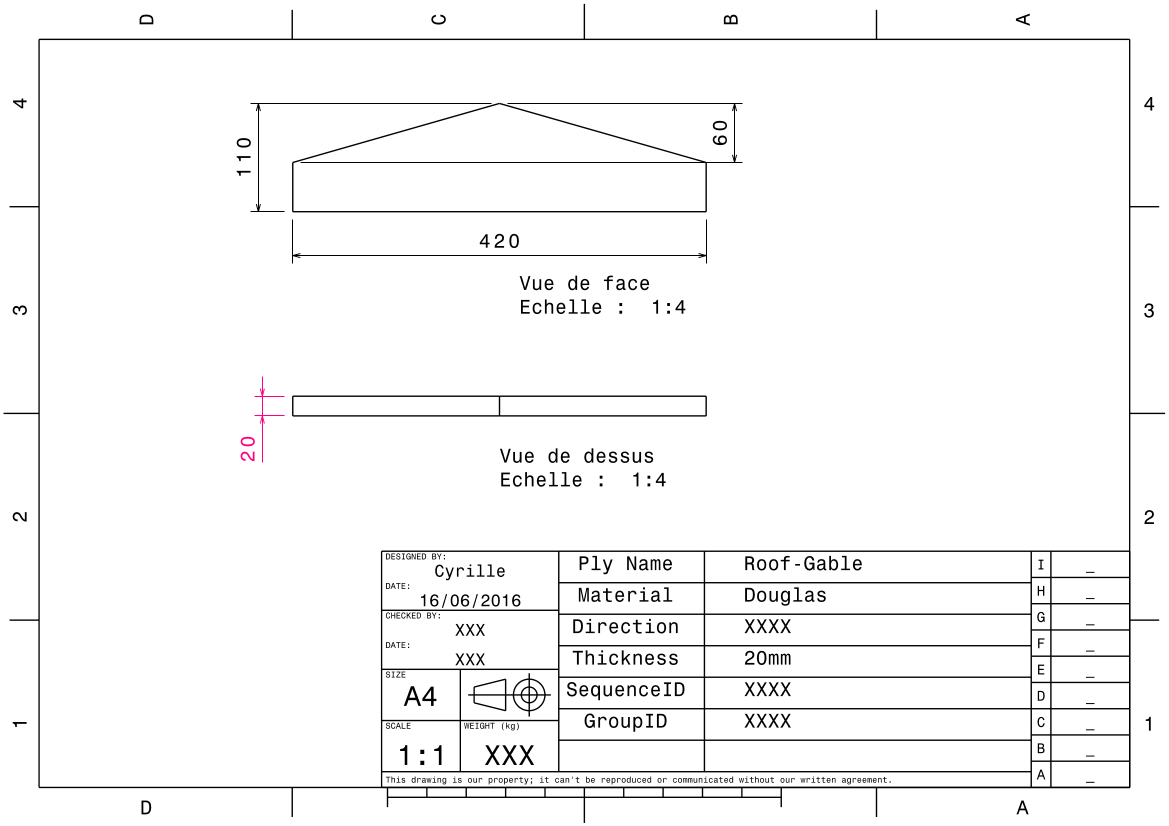 D C B A
4 4
110
60
420
Vue de face
Echelle : 1:4
3 3
20
Vue de dessus
Echelle : 1:4
2 2
DESIGNED BY:
Cyrille
DATE:
16/06/2016
CHECKED BY:
XXX
DATE:
XXX
SIZE
A4
SCALE
1:1
WEIGHT (kg)
XXX
Ply Name Roof-Gable
Material Douglas
Direction XXXX
Thickness 20mm
SequenceID XXXX
GroupID XXXX
I _
H _
G _
F _
E _
D _
C _
B _
A _
This drawing is our property; it can't be reproduced or communicated without our written agreement.
1 1
D A